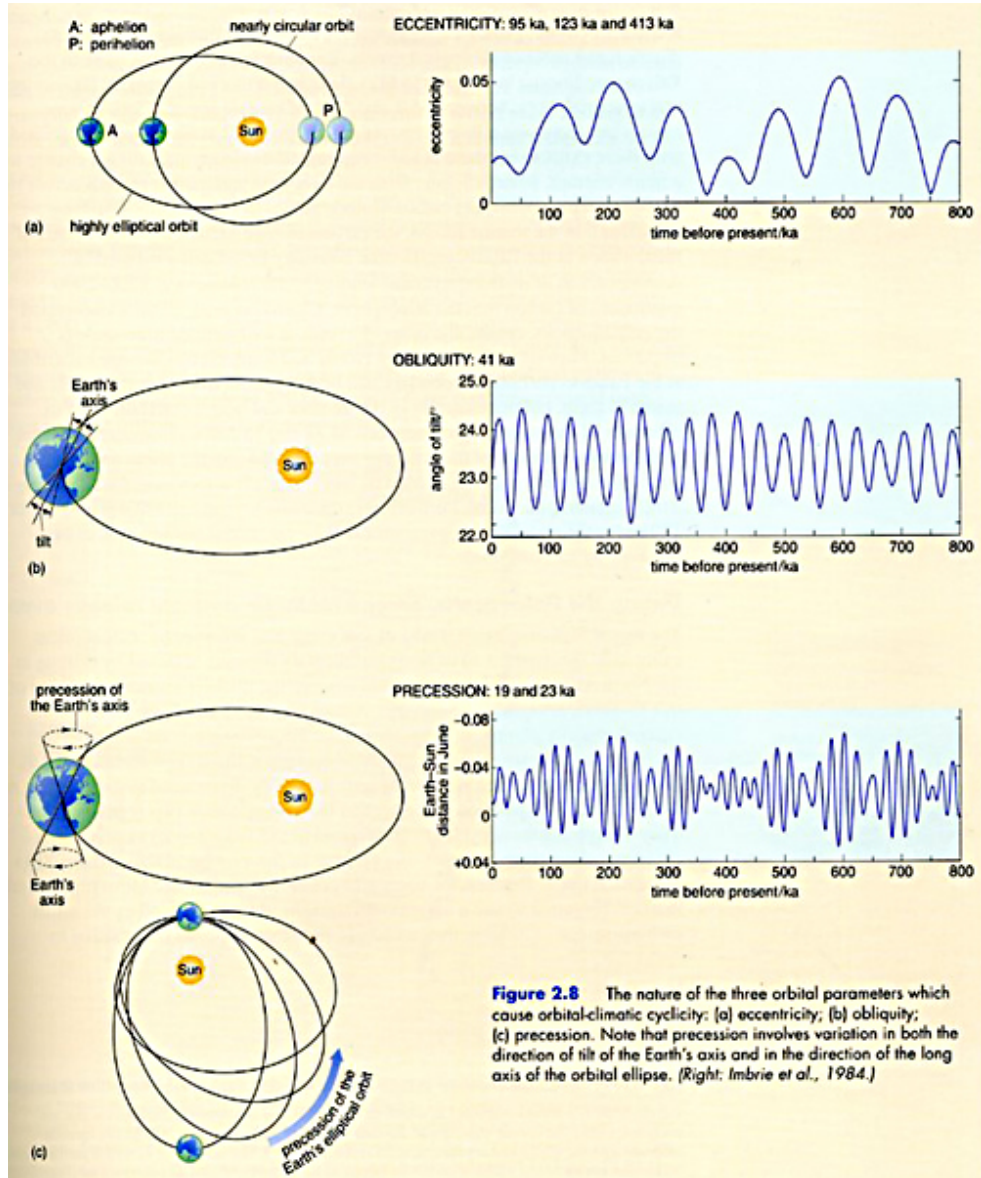 A: aphelion
P: perihelion
nearly circular orbit
A
P
Sun
highly elliptical orbit
(a)
ECCENTRICITY: 95 ka, 123 ka and 413 ka
eccentricity
0.05
0
100 200 300 400 500 600 700 800
time before present/ka
Earth's
axis
Sun
tilt
(b)
OBLIQUITY: 41 ka
angle of tilt/°
25.0
24.0
23.0
22.0
0 100 200 300 400 500 600 700 800
time before present/ka
precession of
the Earth's axis
Sun
Earth's
axis
PRECESSION: 19 and 23 ka
Earth–Sun
distance in June
–0.08
–0.04
0
+0.04
0 100 200 300 400 500 600 700 800
time before present/ka
Sun
precession of the
Earth's elliptical orbit
(c)
Figure 2.8 The nature of the three orbital parameters which
cause orbital-climatic cyclicity: (a) eccentricity; (b) obliquity;
(c) precession. Note that precession involves variation in both the
direction of tilt of the Earth's axis and in the direction of the long
axis of the orbital ellipse. (Right: Imbrie et al., 1984.)